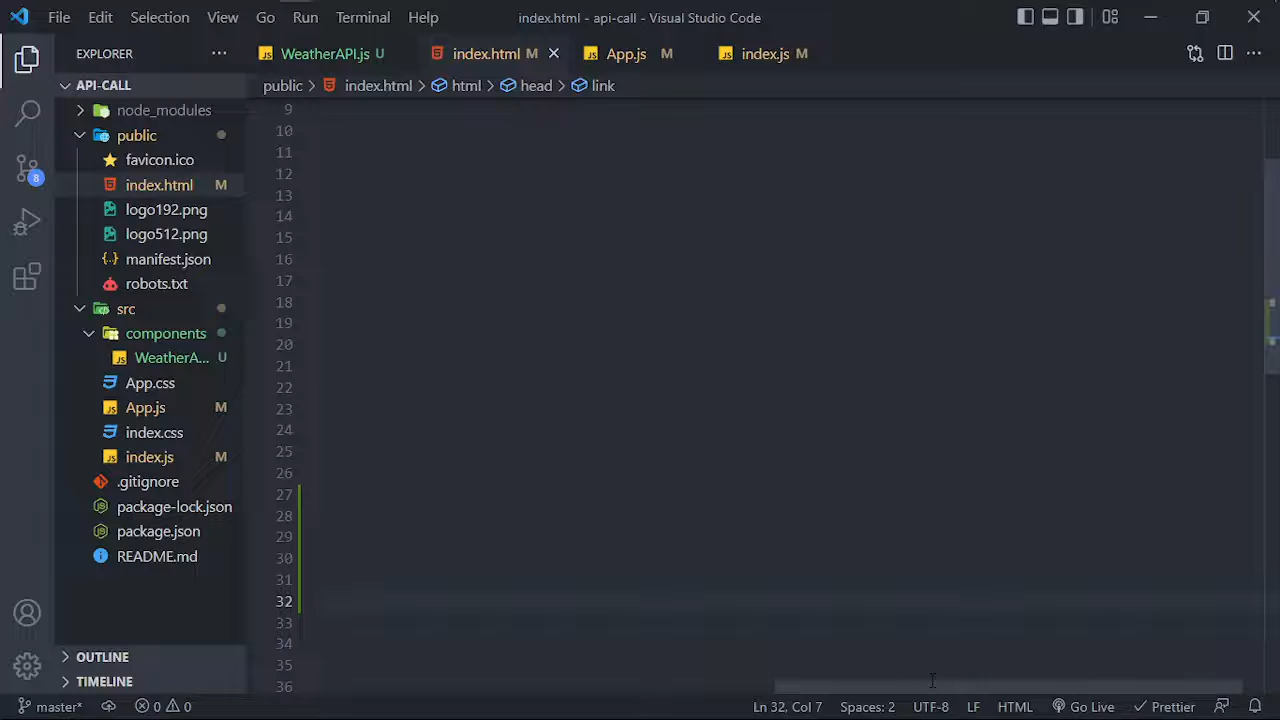 File Edit Selection View Go Run Terminal Help index.html - api-call - Visual Studio Code
EXPLORER ··· WeatherAPI.js U index.html M App.js M index.js M ···
API-CALL public > index.html > html > head > link
node_modules
public
favicon.ico
index.html M
logo192.png
logo512.png
manifest.json
robots.txt
src
components
WeatherA... U
App.css
App.js M
index.css
index.js M
.gitignore
package-lock.json
package.json
README.md
OUTLINE
TIMELINE
8
9
10
11
12
13
14
15
16
17
18
19
20
21
22
23
24
25
26
27
28
29
30
31
32
33
34
35
36
master* 0 0 Ln 32, Col 7 Spaces: 2 UTF-8 LF HTML Go Live Prettier